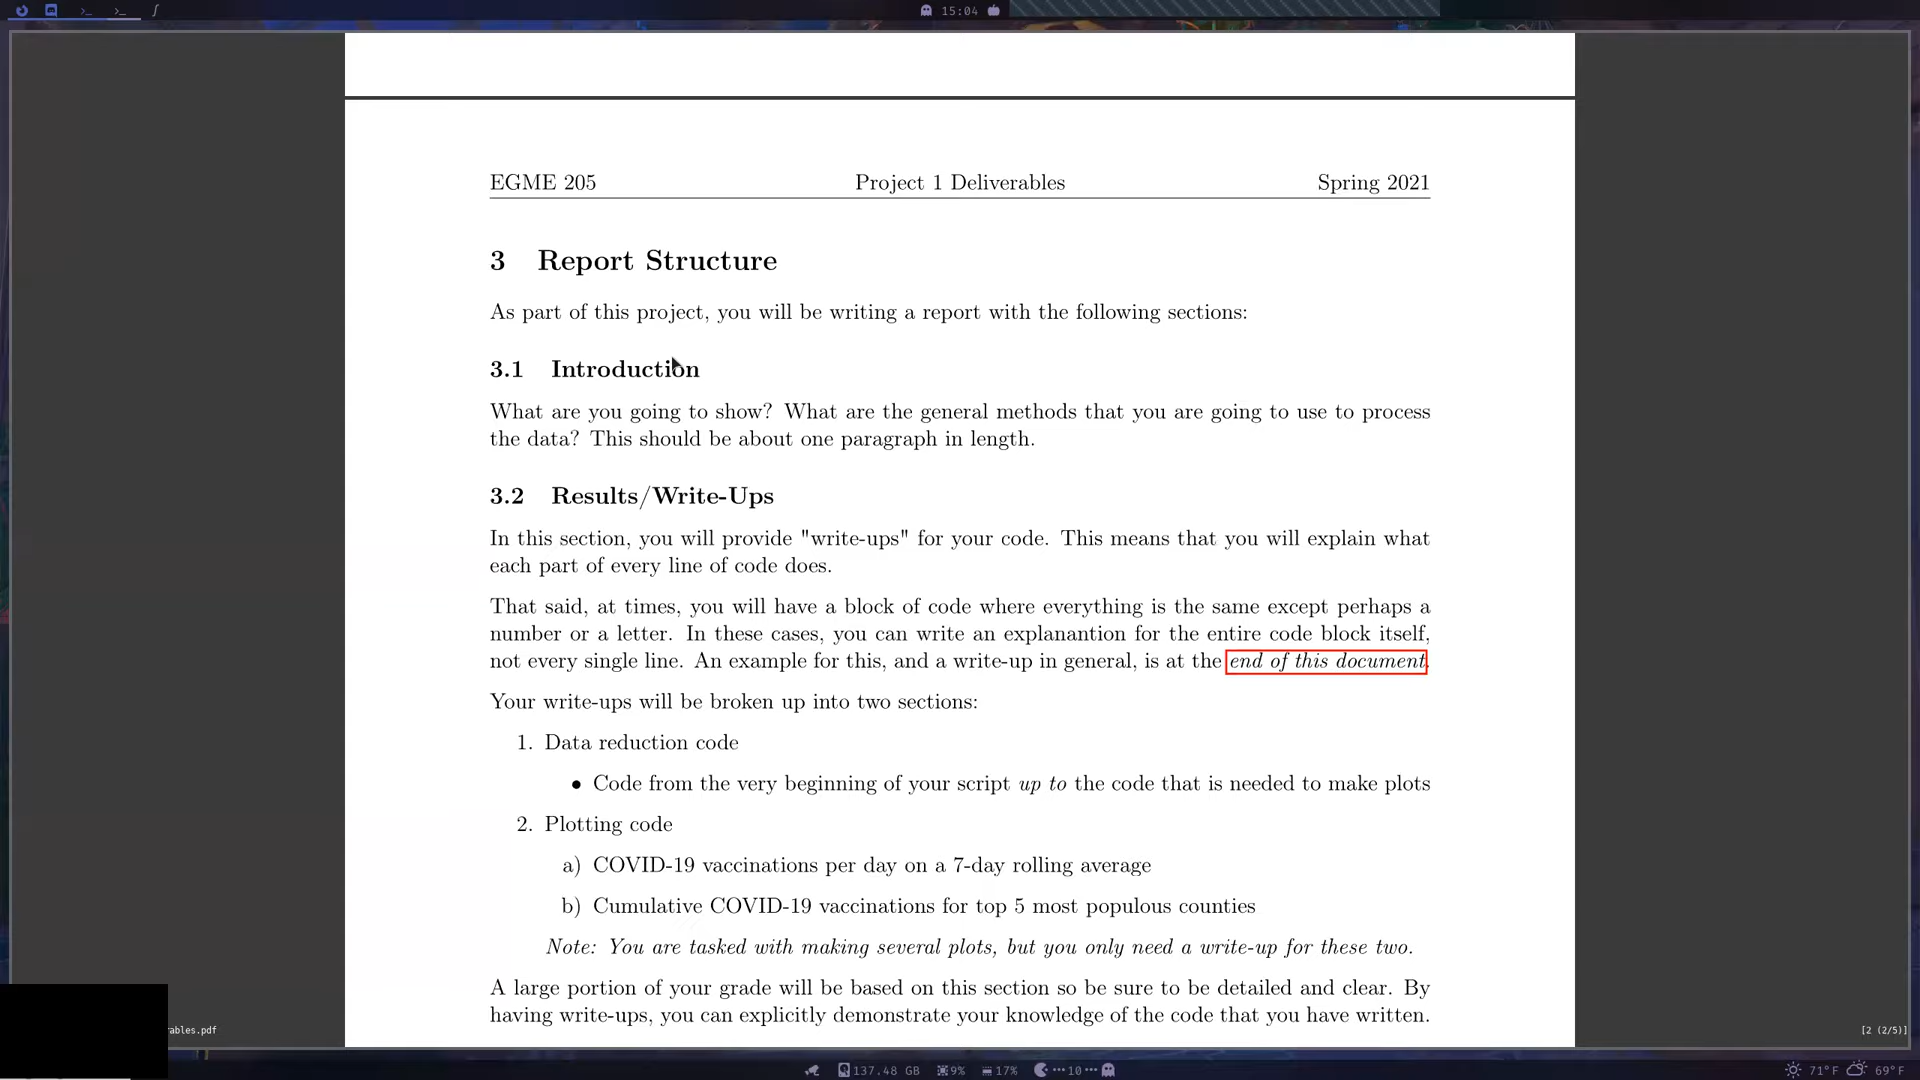 15:04
EGME 205 Project 1 Deliverables Spring 2021
3 Report Structure
As part of this project, you will be writing a report with the following sections:
3.1 Introduction
What are you going to show? What are the general methods that you are going to use to process
the data? This should be about one paragraph in length.
3.2 Results/Write-Ups
In this section, you will provide "write-ups" for your code. This means that you will explain what
each part of every line of code does.
That said, at times, you will have a block of code where everything is the same except perhaps a
number or a letter. In these cases, you can write an explanantion for the entire code block itself,
not every single line. An example for this, and a write-up in general, is at the end of this document.
Your write-ups will be broken up into two sections:
1. Data reduction code
• Code from the very beginning of your script up to the code that is needed to make plots
2. Plotting code
a) COVID-19 vaccinations per day on a 7-day rolling average
b) Cumulative COVID-19 vaccinations for top 5 most populous counties
Note: You are tasked with making several plots, but you only need a write-up for these two.
A large portion of your grade will be based on this section so be sure to be detailed and clear. By
having write-ups, you can explicitly demonstrate your knowledge of the code that you have written.
rables.pdf [2 (2/5)]
137.48 GB 9% 17% 10 71°F 69°F